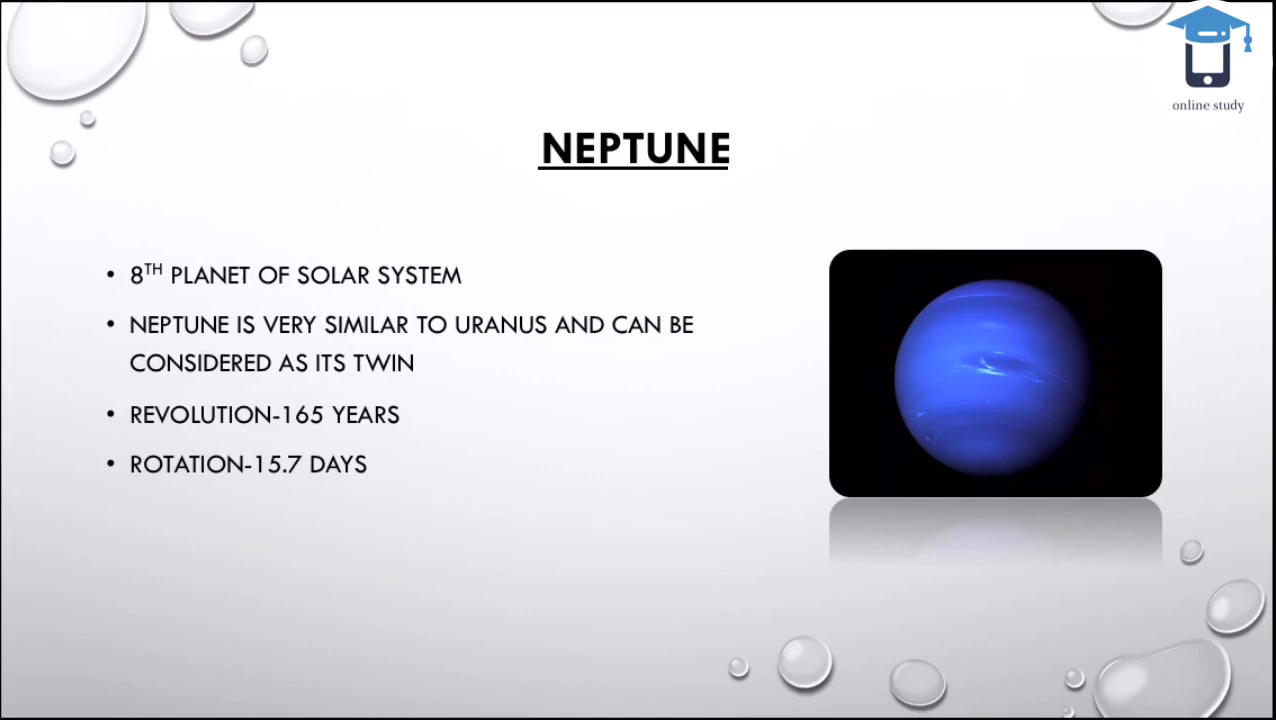 online study
NEPTUNE
• 8TH PLANET OF SOLAR SYSTEM
• NEPTUNE IS VERY SIMILAR TO URANUS AND CAN BE
CONSIDERED AS ITS TWIN
• REVOLUTION-165 YEARS
• ROTATION-15.7 DAYS